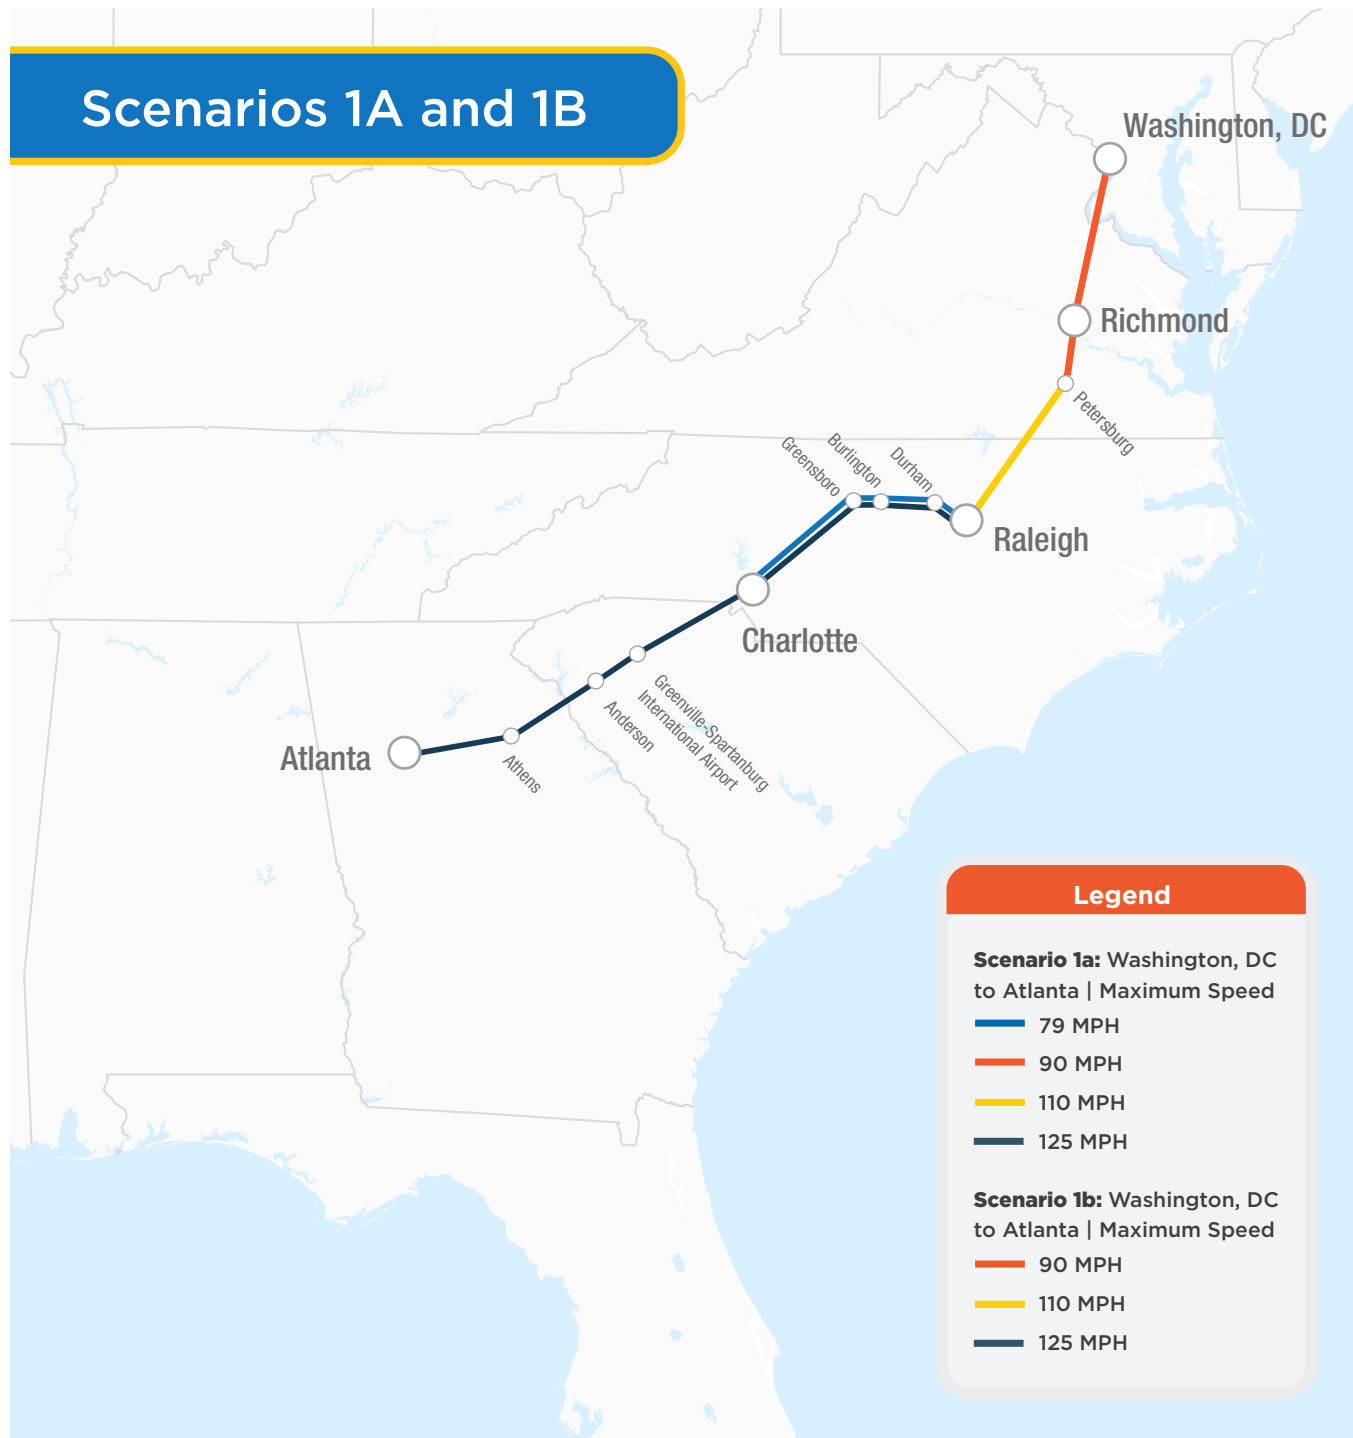 Scenarios 1A and 1B
Washington, DC
Richmond
Petersburg
Durham
Burlington
Greensboro
Raleigh
Charlotte
Greenville-Spartanburg
International Airport
Anderson
Athens
Atlanta
Legend
Scenario 1a: Washington, DC
to Atlanta | Maximum Speed
79 MPH
90 MPH
110 MPH
125 MPH
Scenario 1b: Washington, DC
to Atlanta | Maximum Speed
90 MPH
110 MPH
125 MPH